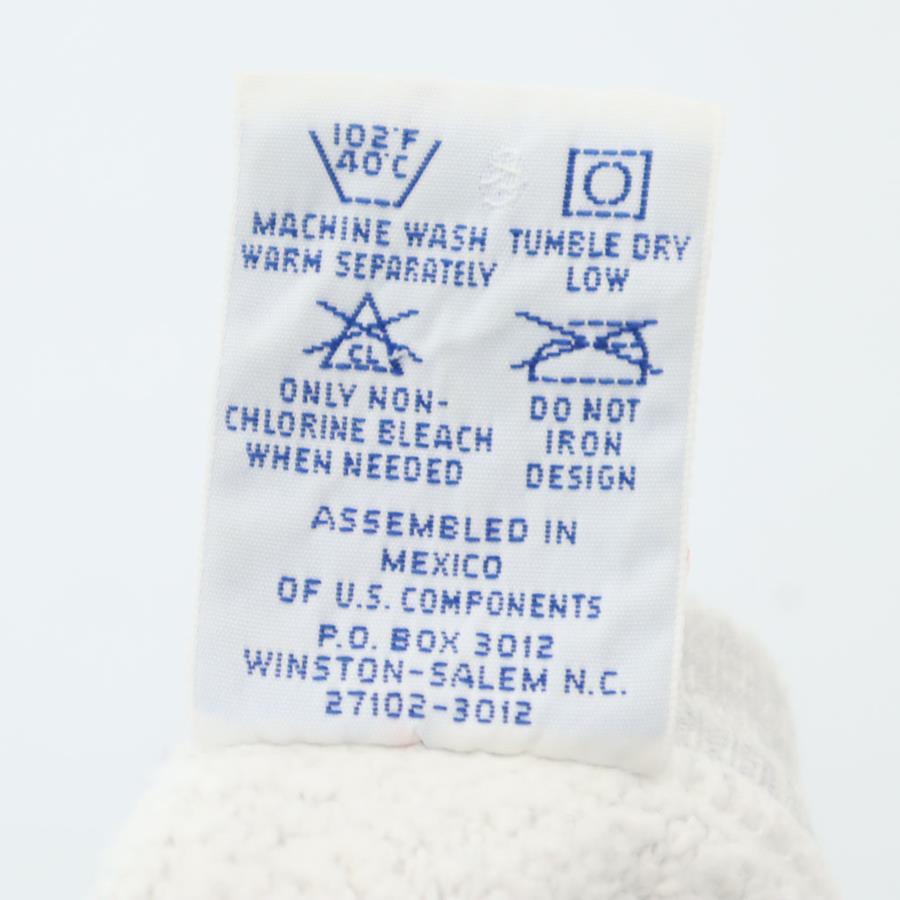 102°F
40°C
MACHINE WASH
WARM SEPARATELY
TUMBLE DRY
LOW
CL
ONLY NON-
CHLORINE BLEACH
WHEN NEEDED
DO NOT
IRON
DESIGN
ASSEMBLED IN
MEXICO
OF U.S. COMPONENTS
P.O. BOX 3012
WINSTON-SALEM N.C.
27102-3012